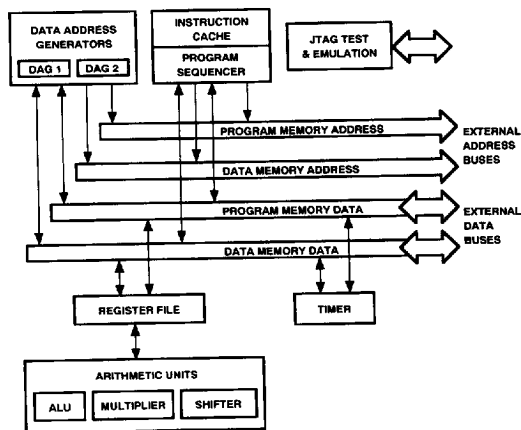 DATA ADDRESS
GENERATORS
DAG 1
DAG 2
INSTRUCTION
CACHE
PROGRAM
SEQUENCER
JTAG TEST
& EMULATION
PROGRAM MEMORY ADDRESS
DATA MEMORY ADDRESS
EXTERNAL
ADDRESS
BUSES
PROGRAM MEMORY DATA
DATA MEMORY DATA
EXTERNAL
DATA
BUSES
REGISTER FILE
TIMER
ARITHMETIC UNITS
ALU
MULTIPLIER
SHIFTER